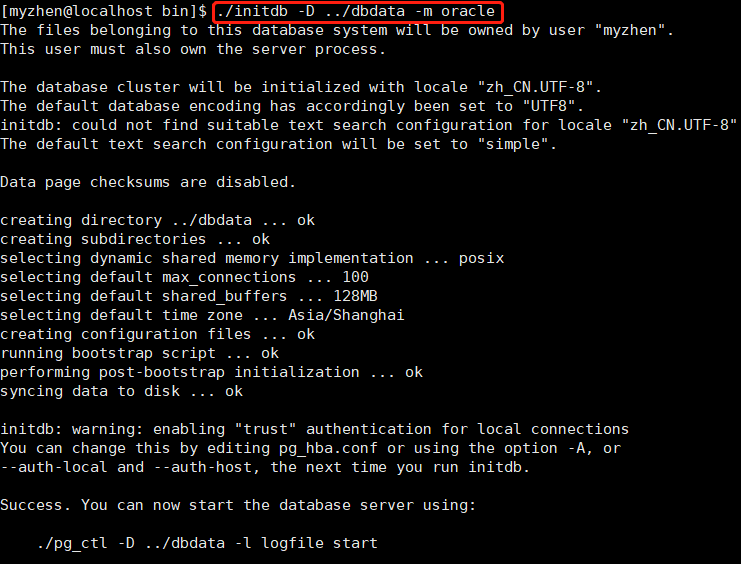 [myzhen@localhost bin]$ ./initdb -D ../dbdata -m oracle
The files belonging to this database system will be owned by user "myzhen".
This user must also own the server process.
The database cluster will be initialized with locale "zh_CN.UTF-8".
The default database encoding has accordingly been set to "UTF8".
initdb: could not find suitable text search configuration for locale "zh_CN.UTF-8"
The default text search configuration will be set to "simple".
Data page checksums are disabled.
creating directory ../dbdata ... ok
creating subdirectories ... ok
selecting dynamic shared memory implementation ... posix
selecting default max_connections ... 100
selecting default shared_buffers ... 128MB
selecting default time zone ... Asia/Shanghai
creating configuration files ... ok
running bootstrap script ... ok
performing post-bootstrap initialization ... ok
syncing data to disk ... ok
initdb: warning: enabling "trust" authentication for local connections
You can change this by editing pg_hba.conf or using the option -A, or
--auth-local and --auth-host, the next time you run initdb.
Success. You can now start the database server using:
./pg_ctl -D ../dbdata -l logfile start